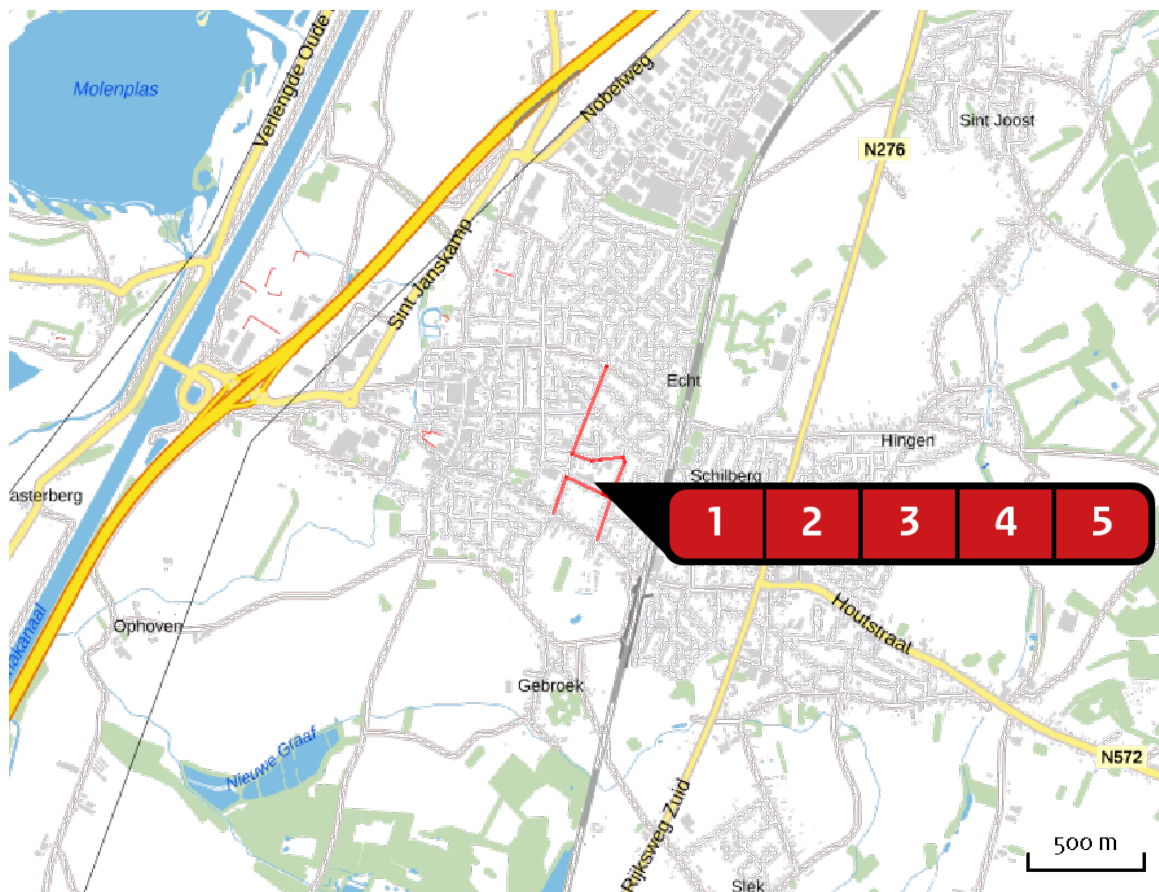 Molenplas
Verlengde Oude
Nobelweg
Sint Joost
N276
Sint Janskamp
Echt
Hingen
Schilberg
asterberg
1 2 3 4 5
Houtstraat
Ophoven
nakanaal
Gebroek
Nieuwe Graaf
N572
Rijksweg Zuid
500 m
Slek